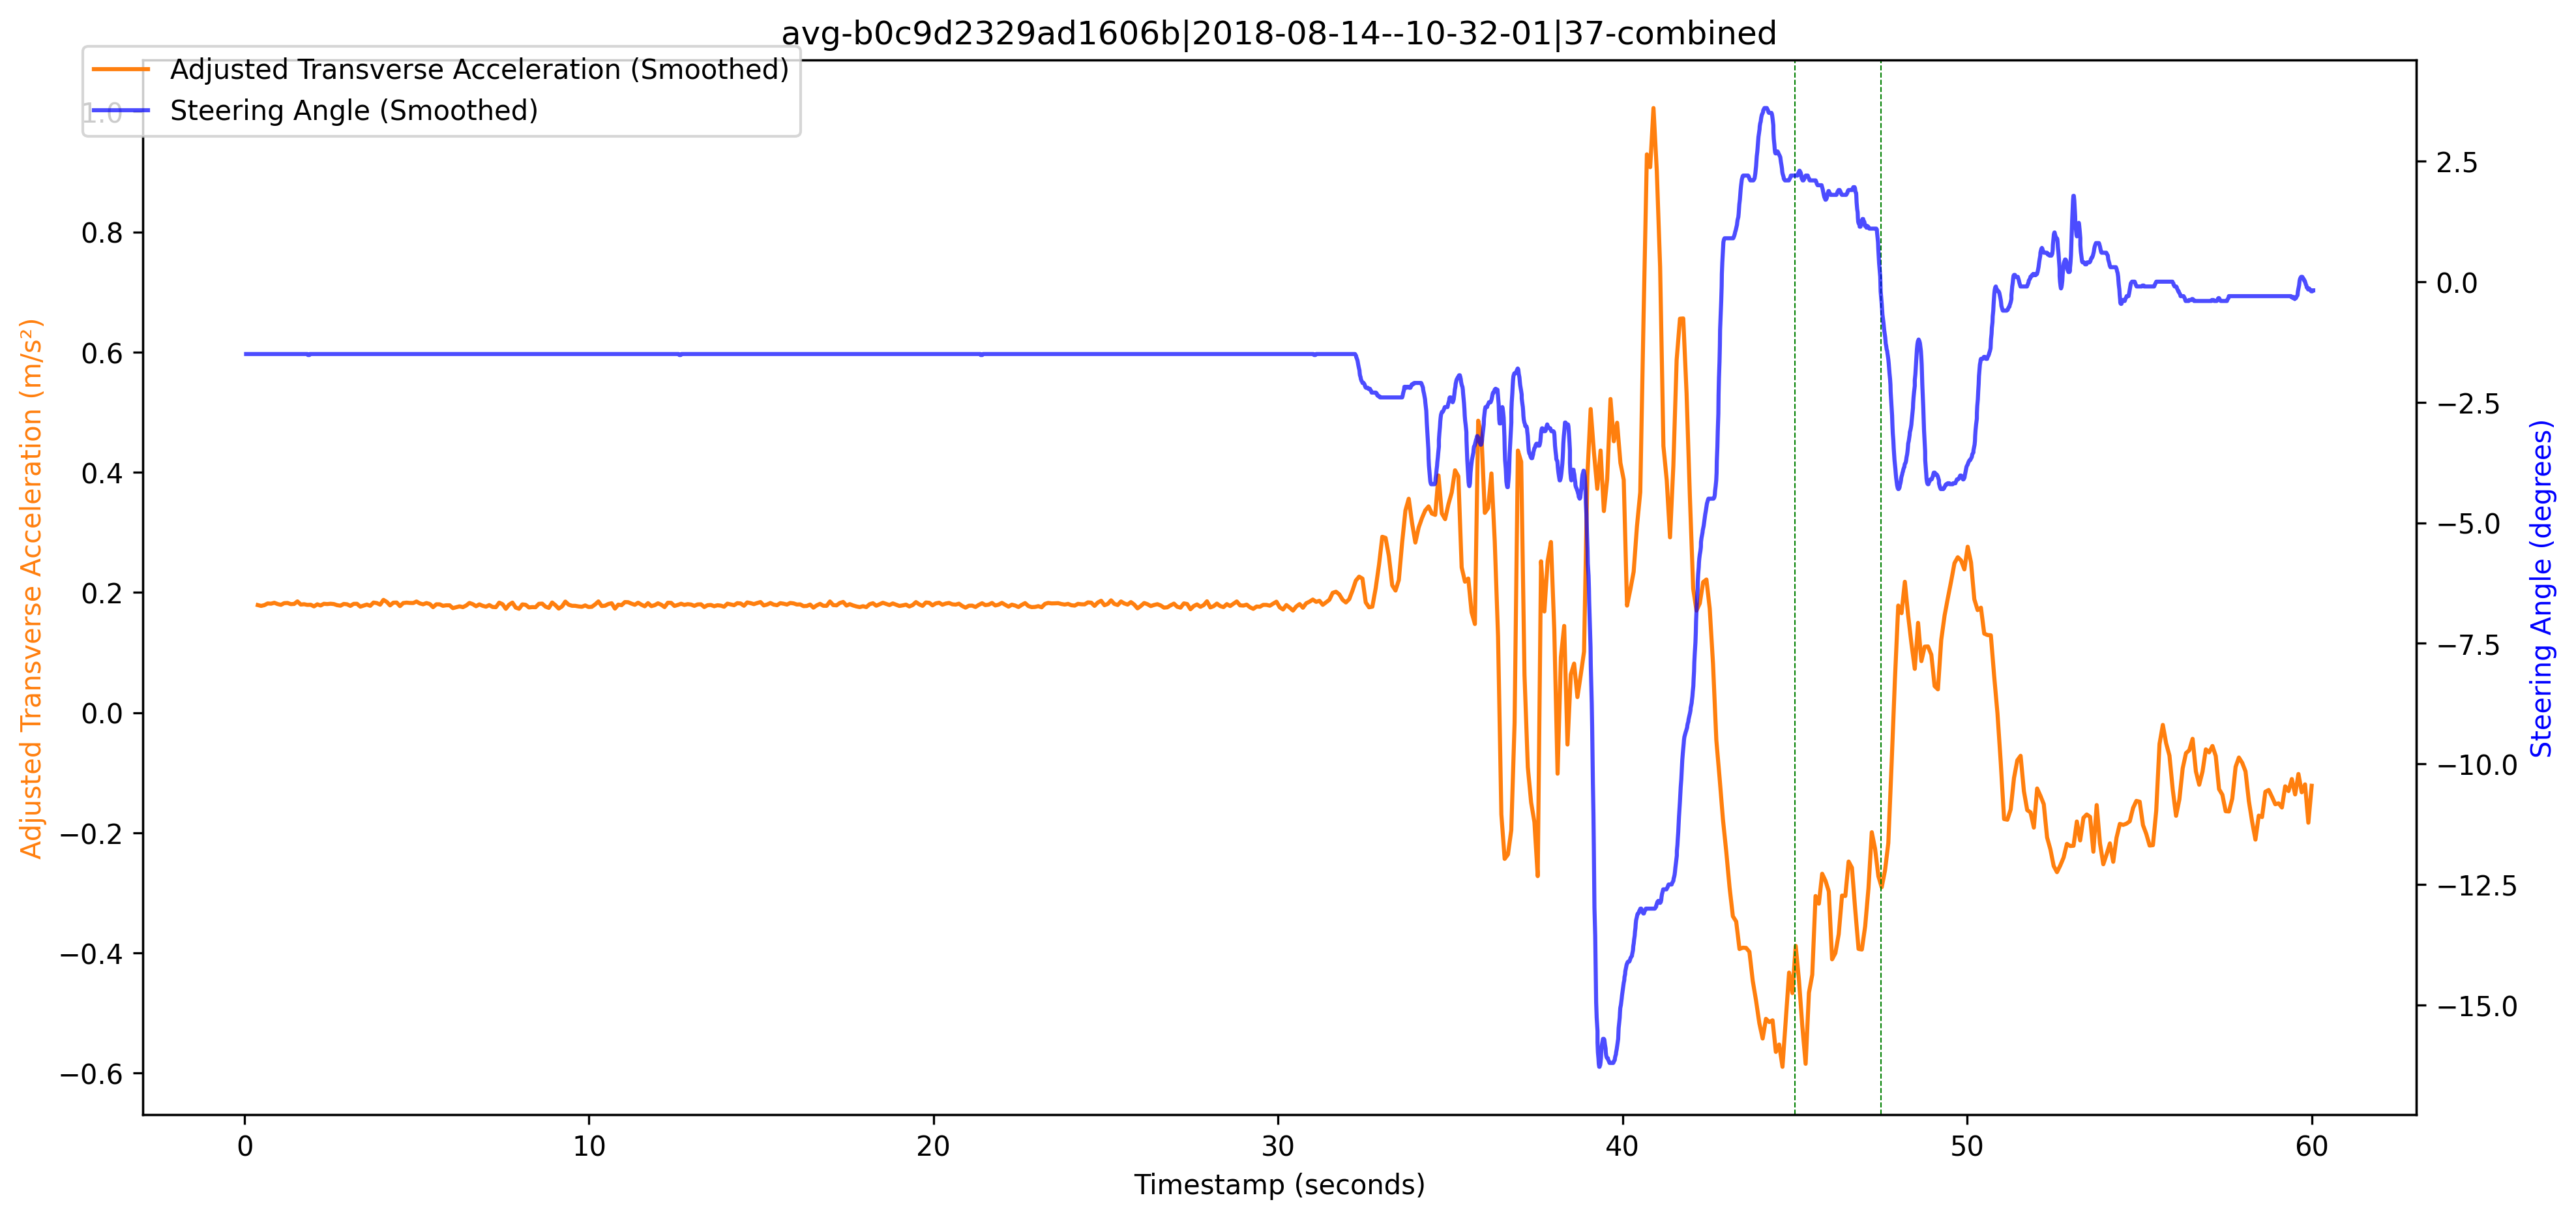 avg-b0c9d2329ad1606b|2018-08-14--10-32-01|37-combined
Adjusted Transverse Acceleration (Smoothed)
Steering Angle (Smoothed)
1.0
0.8
0.6
0.4
0.2
0.0
−0.2
−0.4
−0.6
Adjusted Transverse Acceleration (m/s²)
2.5
0.0
−2.5
−5.0
−7.5
−10.0
−12.5
−15.0
Steering Angle (degrees)
0 10 20 30 40 50 60
Timestamp (seconds)